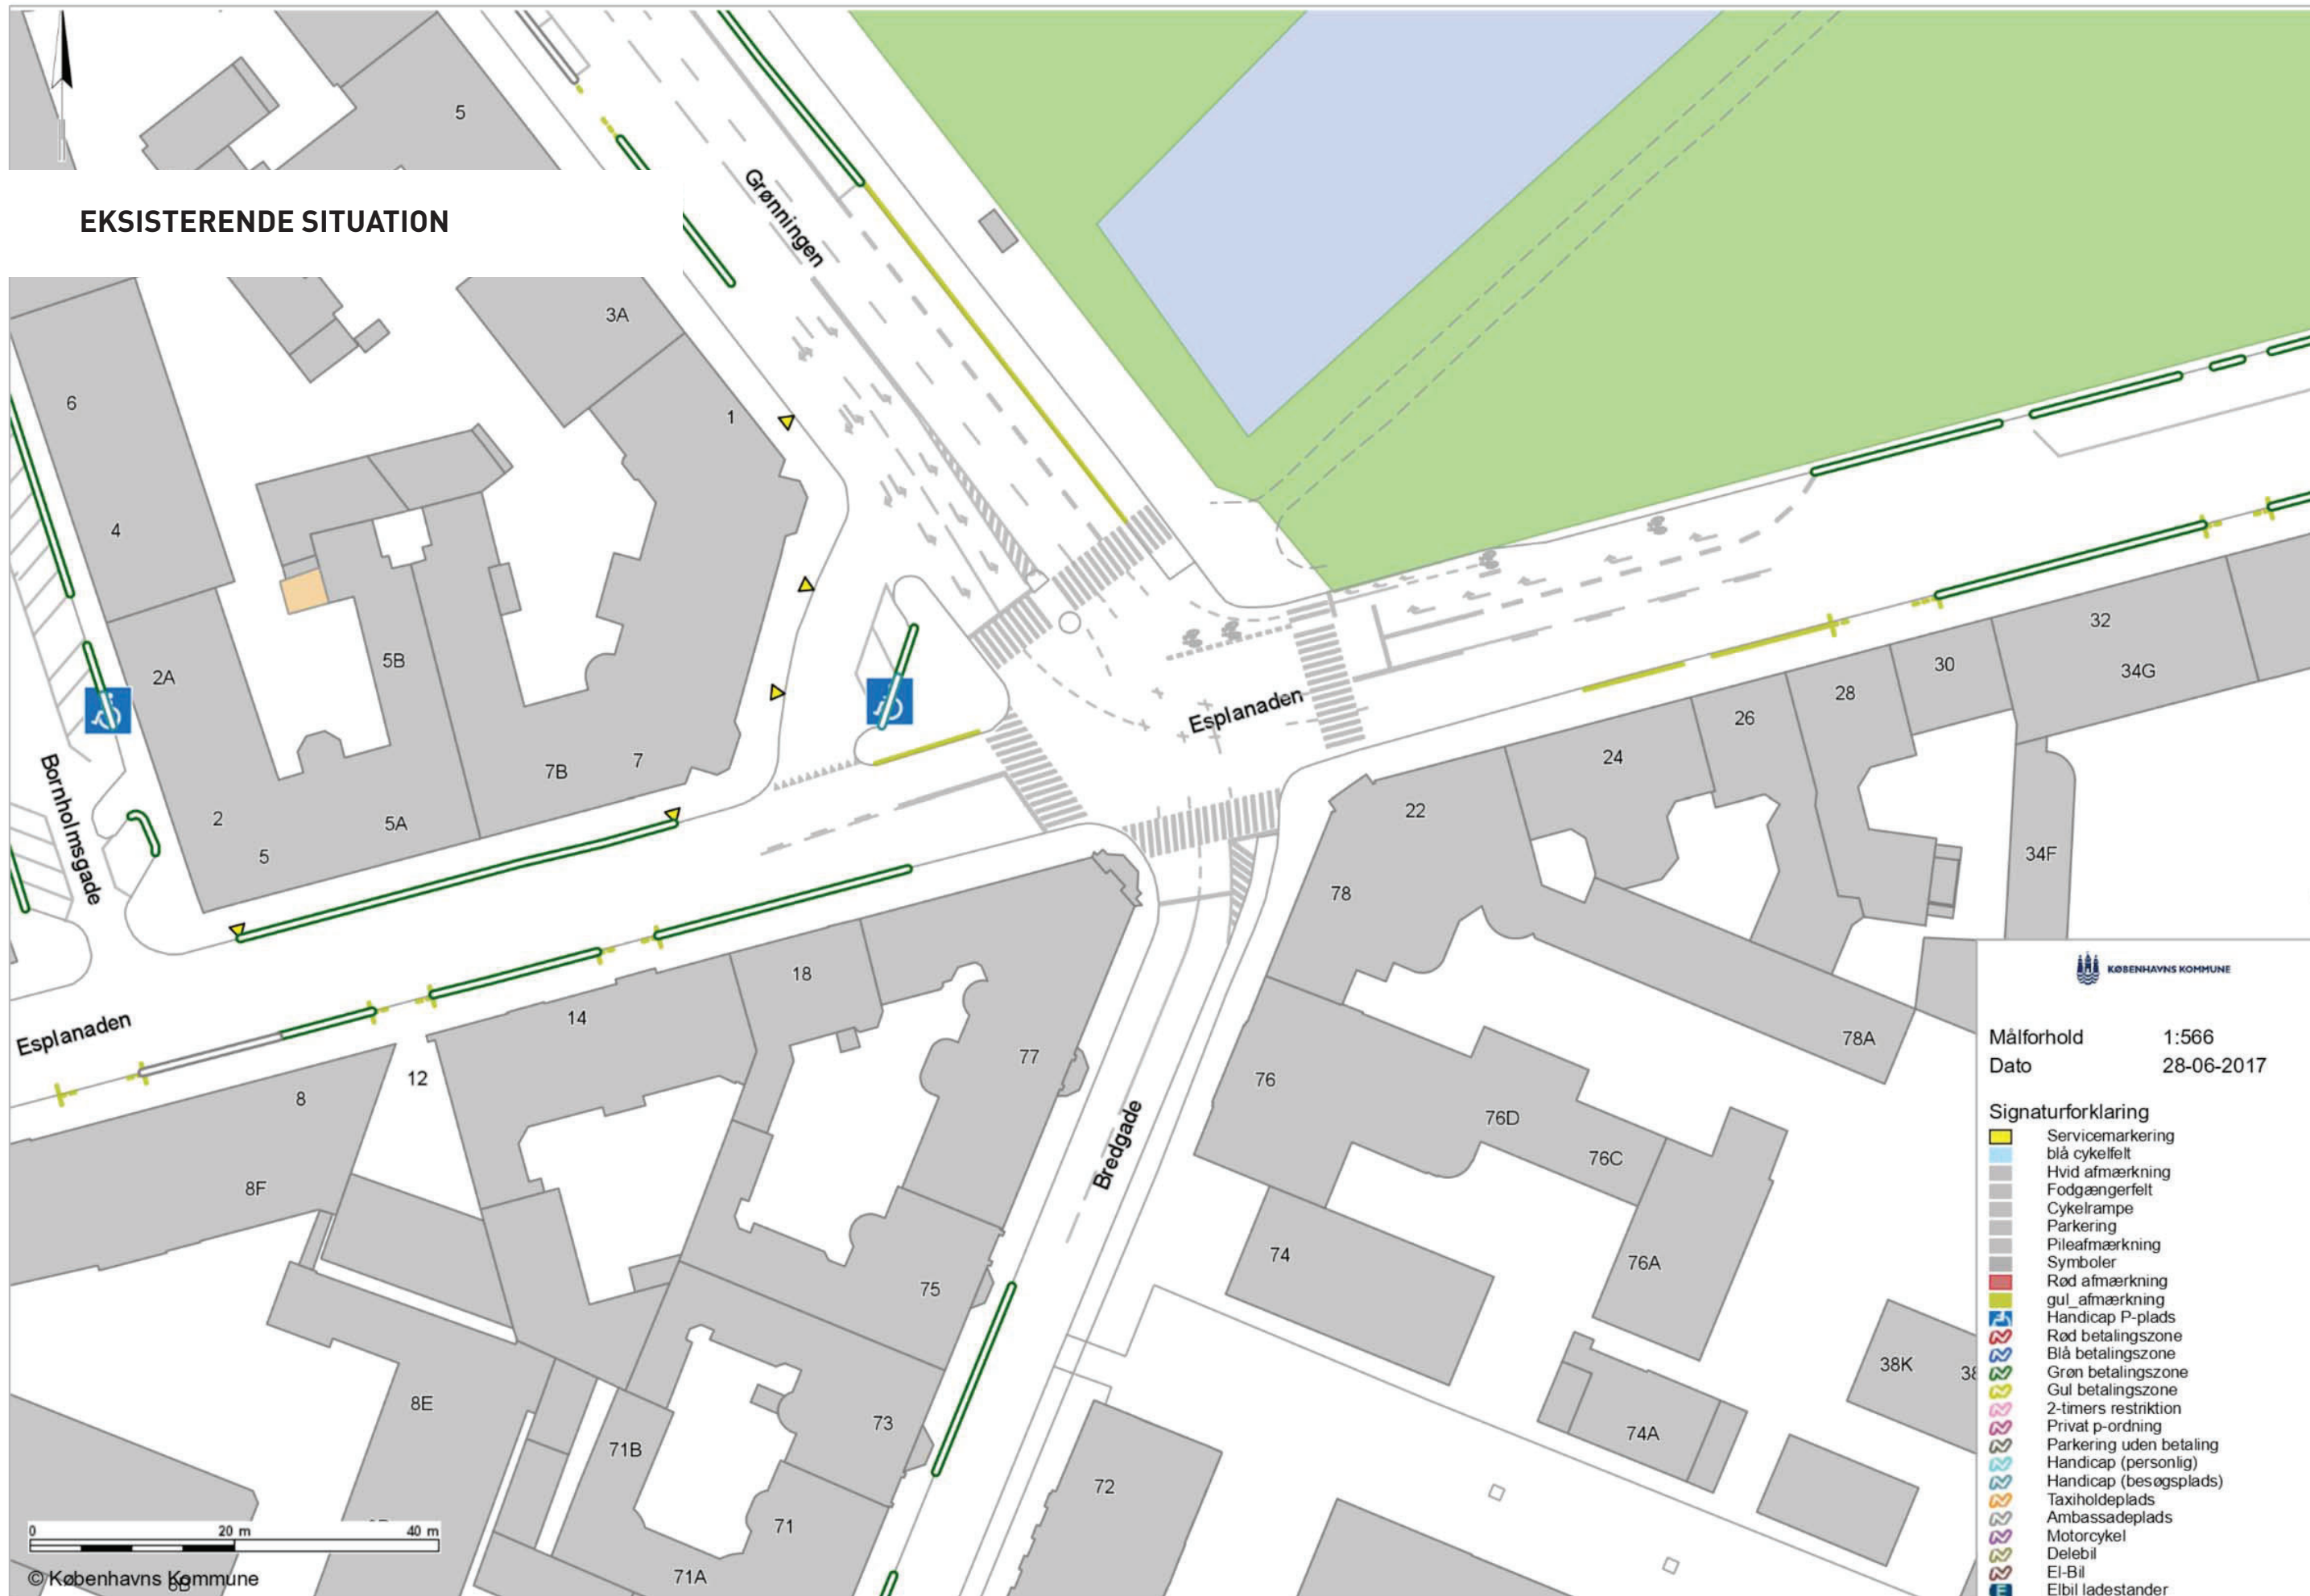 5
EKSISTERENDE SITUATION
Grønningen
3A
6
1
4
32
5B
30
34G
2A
28
Esplanaden
26
24
7
7B
22
Bornholmsgade
2
5A
5
34F
78
18
KØBENHAVNS KOMMUNE
14
Esplanaden
78A
Målforhold 1:566
77
Dato 28-06-2017
12
76
8
76D
Signaturforklaring
Bredgade
Servicemarkering
blå cykelfelt
76C
Hvid afmærkning
8F
Fodgængerfelt
Cykelrampe
Parkering
Pileafmærkning
74
76A
Symboler
75
Rød afmærkning
gul_afmærkning
Handicap P-plads
Rød betalingszone
Blå betalingszone
38K
38
Grøn betalingszone
Gul betalingszone
8E
2-timers restriktion
73
74A
Privat p-ordning
71B
Parkering uden betaling
Handicap (personlig)
72
Handicap (besøgsplads)
Taxiholdeplads
71
Ambassadeplads
0 20 m 40 m
Motorcykel
Delebil
71A
El-Bil
© Københavns Kommune
8B
E Elbil ladestander